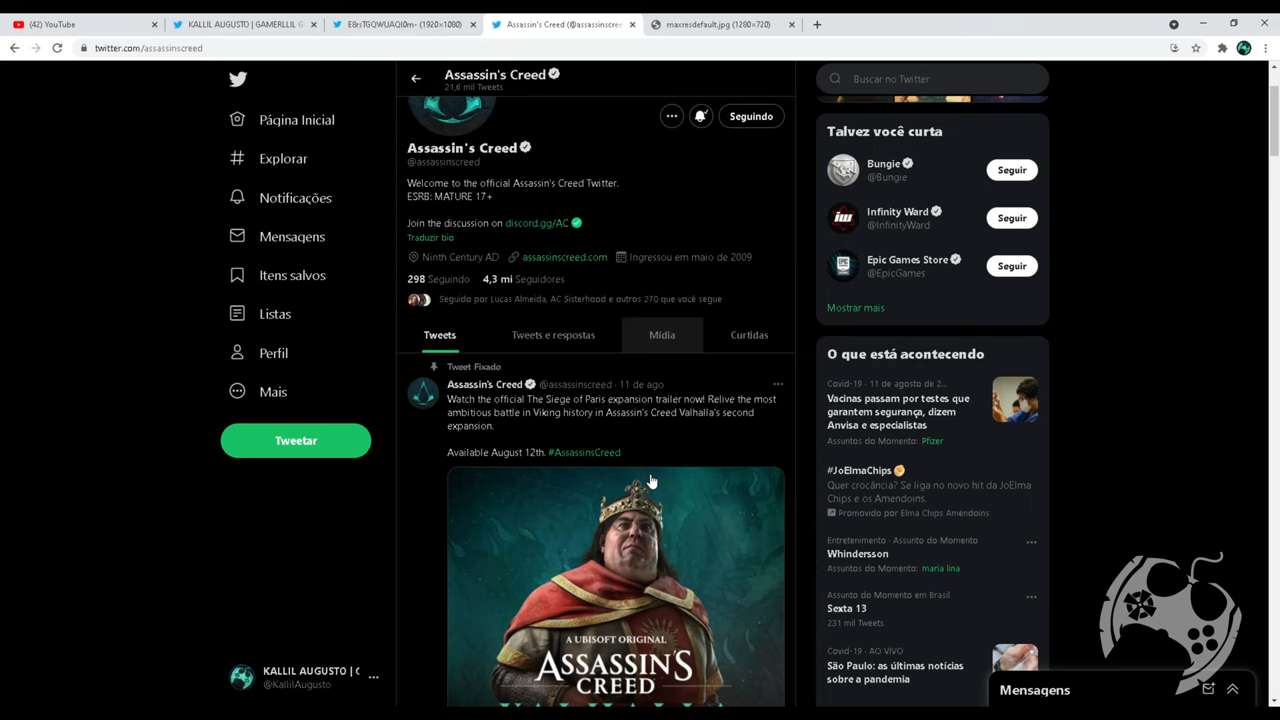 (42) YouTube
KALLIL AUGUSTO | GAMERLLIL G
E8rsTGQWUAQI0m- (1920×1080)
Assassin's Creed (@assassinscre
maxresdefault.jpg (1280×720)
twitter.com/assassinscreed
Página Inicial
Explorar
Notificações
Mensagens
Itens salvos
Listas
Perfil
Mais
Tweetar
KALLIL AUGUSTO | G
@KallilAugusto
Assassin's Creed
21,6 mil Tweets
Seguindo
Assassin's Creed
@assassinscreed
Welcome to the official Assassin's Creed Twitter.
ESRB: MATURE 17+
Join the discussion on discord.gg/AC
Traduzir bio
Ninth Century AD assassinscreed.com Ingressou em maio de 2009
298 Seguindo 4,3 mi Seguidores
Seguido por Lucas Almeida, AC Sisterhood e outros 270 que você segue
Tweets Tweets e respostas Mídia Curtidas
Tweet Fixado
Assassin's Creed @assassinscreed · 11 de ago
Watch the official The Siege of Paris expansion trailer now! Relive the most
ambitious battle in Viking history in Assassin's Creed Valhalla's second
expansion.
Available August 12th. #AssassinsCreed
A UBISOFT ORIGINAL
ASSASSIN'S
CREED
Buscar no Twitter
Talvez você curta
Bungie
@Bungie
Seguir
Infinity Ward
@InfinityWard
Seguir
Epic Games Store
@EpicGames
Seguir
Mostrar mais
O que está acontecendo
Covid-19 · 11 de agosto de 2...
Vacinas passam por testes que
garantem segurança, dizem
Anvisa e especialistas
Assuntos do Momento: Pfizer
#JoElmaChips
Quer crocância? Se liga no novo hit da JoElma
Chips e os Amendoins.
Promovido por Elma Chips Amendoins
Entretenimento · Assunto do Momento
Whindersson
Assuntos do Momento: maria lina
Assunto do Momento em Brasil
Sexta 13
231 mil Tweets
Covid-19 · AO VIVO
São Paulo: as últimas notícias
sobre a pandemia
Mensagens